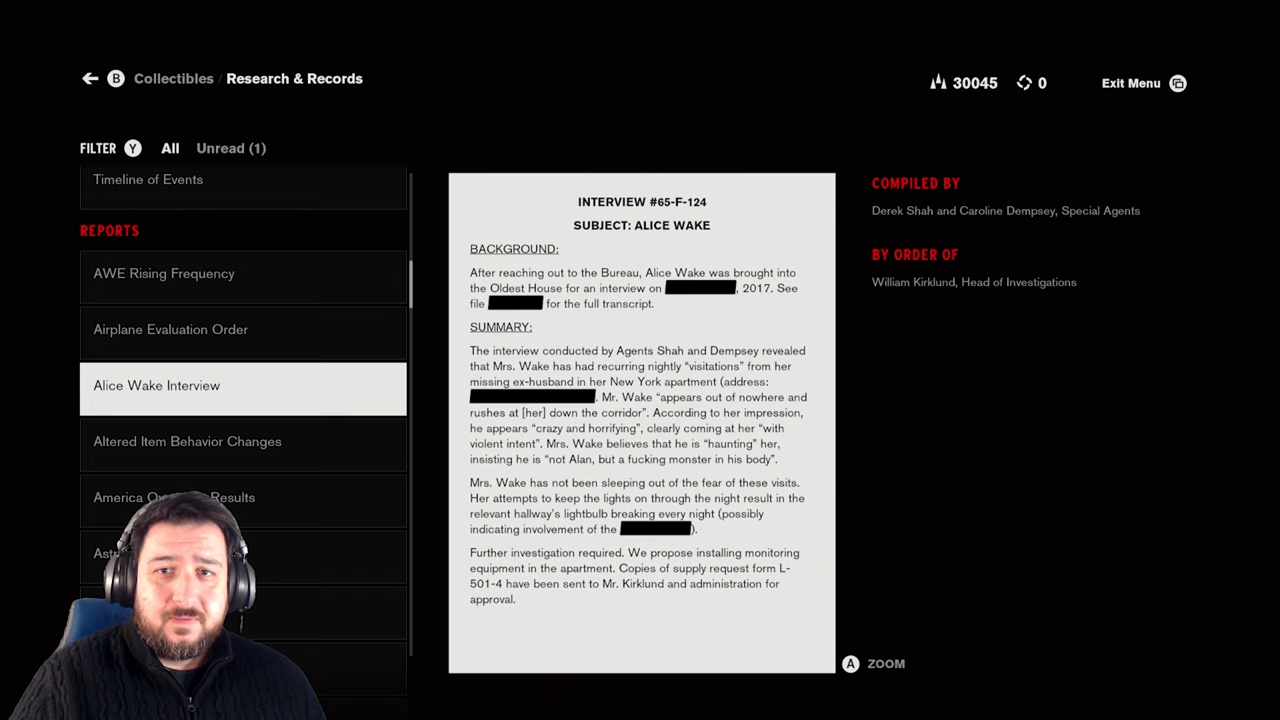 B Collectibles / Research & Records
30045 0 Exit Menu
FILTER Y All Unread (1)
Timeline of Events
REPORTS
AWE Rising Frequency
Airplane Evaluation Order
Alice Wake Interview
Altered Item Behavior Changes
America Results
INTERVIEW #65-F-124
SUBJECT: ALICE WAKE
BACKGROUND:
After reaching out to the Bureau, Alice Wake was brought into
the Oldest House for an interview on , 2017. See
file for the full transcript.
SUMMARY:
The interview conducted by Agents Shah and Dempsey revealed
that Mrs. Wake has had recurring nightly “visitations” from her
missing ex-husband in her New York apartment (address:
. Mr. Wake “appears out of nowhere and
rushes at [her] down the corridor”. According to her impression,
he appears “crazy and horrifying”, clearly coming at her “with
violent intent”. Mrs. Wake believes that he is “haunting” her,
insisting he is “not Alan, but a fucking monster in his body”.
Mrs. Wake has not been sleeping out of the fear of these visits.
Her attempts to keep the lights on through the night result in the
relevant hallway’s lightbulb breaking every night (possibly
indicating involvement of the ).
Further investigation required. We propose installing monitoring
equipment in the apartment. Copies of supply request form L-
501-4 have been sent to Mr. Kirklund and administration for
approval.
A ZOOM
COMPILED BY
Derek Shah and Caroline Dempsey, Special Agents
BY ORDER OF
William Kirklund, Head of Investigations